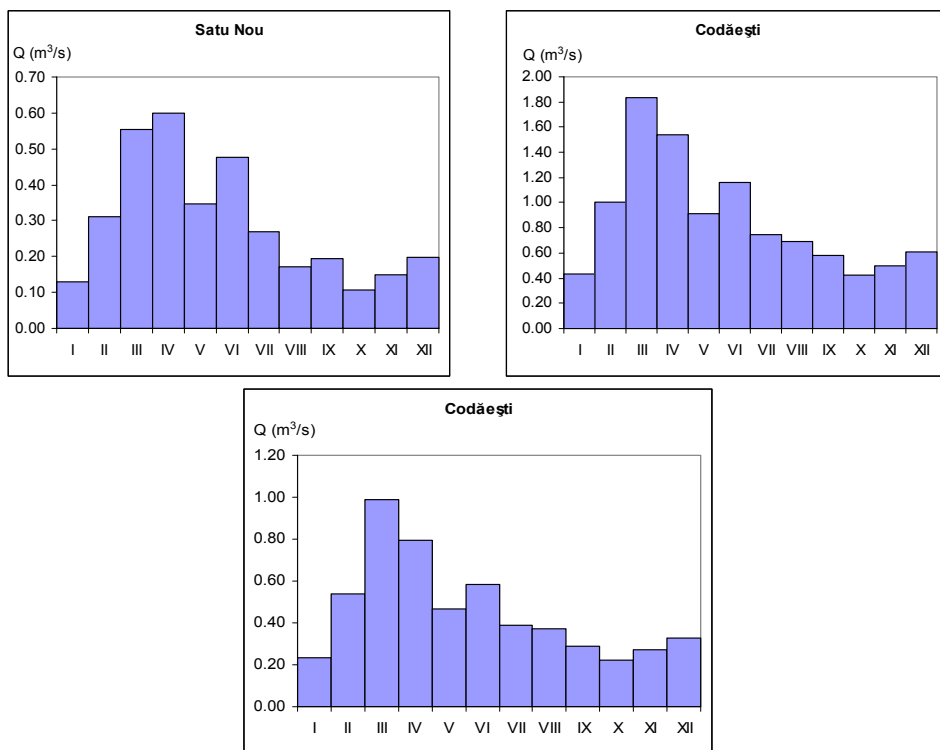 Satu Nou
Q (m³/s)
0.70
0.60
0.50
0.40
0.30
0.20
0.10
0.00
I II III IV V VI VII VIII IX X XI XII
Codăeşti
Q (m³/s)
2.00
1.80
1.60
1.40
1.20
1.00
0.80
0.60
0.40
0.20
0.00
I II III IV V VI VII VIII IX X XI XII
Codăeşti
Q (m³/s)
1.20
1.00
0.80
0.60
0.40
0.20
0.00
I II III IV V VI VII VIII IX X XI XII